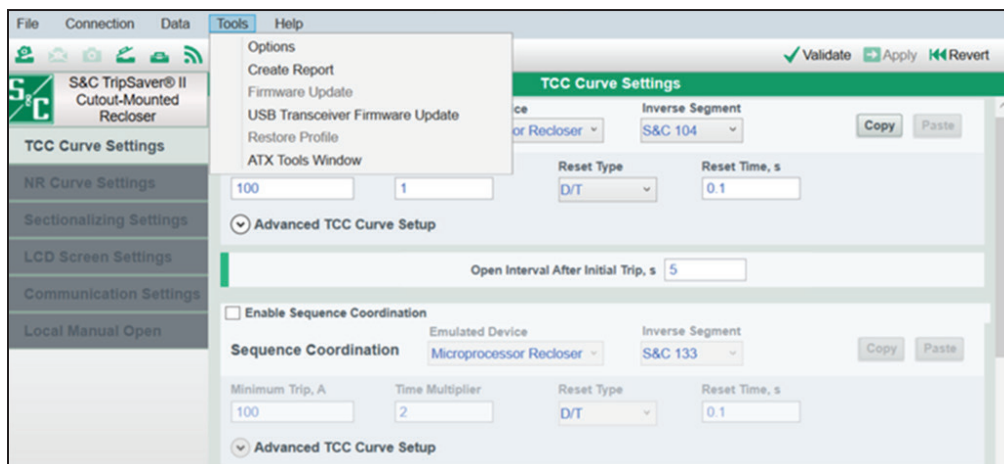 File Connection Data Tools Help
Options
Create Report
Firmware Update
USB Transceiver Firmware Update
Restore Profile
ATX Tools Window
Validate Apply Revert
S&C
S&C TripSaver® II
Cutout-Mounted
Recloser
TCC Curve Settings
NR Curve Settings
Sectionalizing Settings
LCD Screen Settings
Communication Settings
Local Manual Open
TCC Curve Settings
ce Inverse Segment
or Recloser S&C 104 Copy Paste
Reset Type Reset Time, s
100 1 D/T 0.1
Advanced TCC Curve Setup
Open Interval After Initial Trip, s 5
Enable Sequence Coordination
Emulated Device Inverse Segment
Sequence Coordination Microprocessor Recloser S&C 133 Copy Paste
Minimum Trip, A Time Multiplier Reset Type Reset Time, s
100 2 D/T 0.1
Advanced TCC Curve Setup